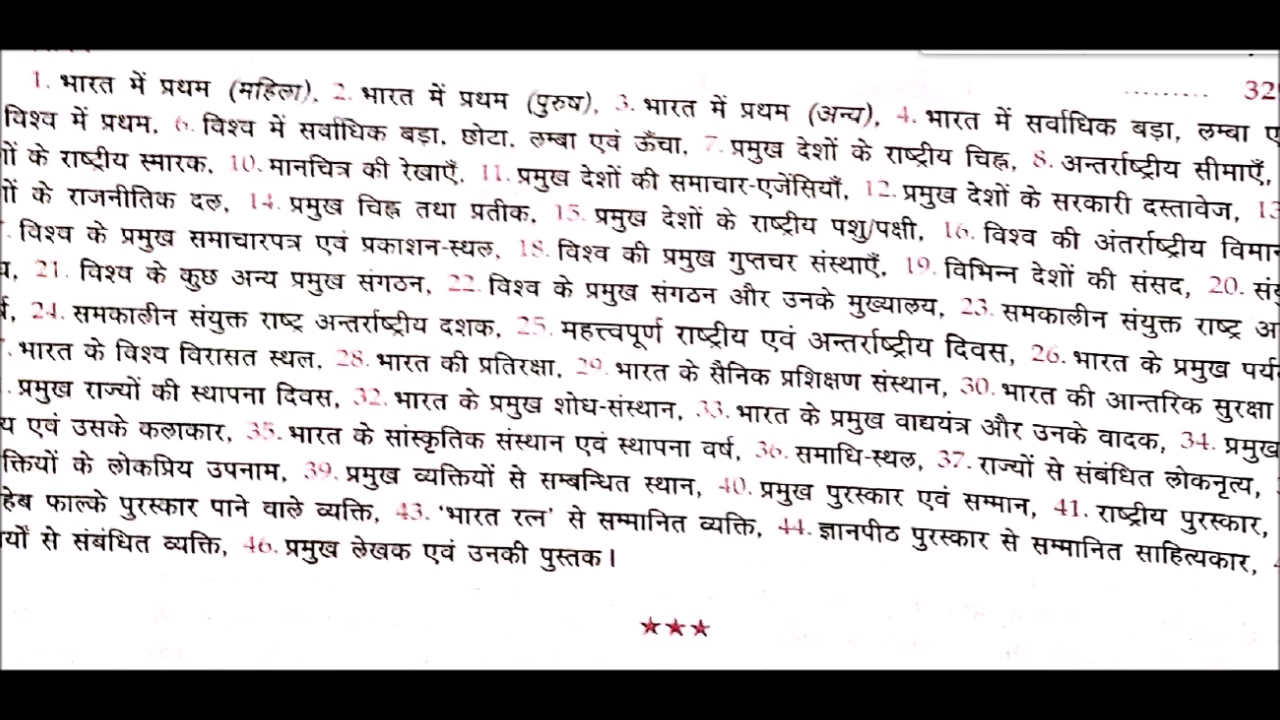 ......... 32
1. भारत में प्रथम (महिला), 2. भारत में प्रथम (पुरुष), 3. भारत में प्रथम (अन्य), 4. भारत में सर्वाधिक बड़ा, लम्बा
विश्व में प्रथम, 6. विश्व में सर्वाधिक बड़ा, छोटा, लम्बा एवं ऊँचा, 7. प्रमुख देशों के राष्ट्रीय चिह्न, 8. अन्तर्राष्ट्रीय सीमाएँ,
के राष्ट्रीय स्मारक, 10. मानचित्र की रेखाएँ, 11. प्रमुख देशों की समाचार-एजेंसियाँ, 12. प्रमुख देशों के सरकारी दस्तावेज,
के राजनीतिक दल, 14. प्रमुख चिह्न तथा प्रतीक, 15. प्रमुख देशों के राष्ट्रीय पशु/पक्षी, 16. विश्व की अंतर्राष्ट्रीय
विश्व के प्रमुख समाचारपत्र एवं प्रकाशन-स्थल, 18. विश्व की प्रमुख गुप्तचर संस्थाएँ, 19. विभिन्न देशों की संसद, 20.
21. विश्व के कुछ अन्य प्रमुख संगठन, 22. विश्व के प्रमुख संगठन और उनके मुख्यालय, 23. समकालीन संयुक्त राष्ट्र
24. समकालीन संयुक्त राष्ट्र अन्तर्राष्ट्रीय दशक, 25. महत्त्वपूर्ण राष्ट्रीय एवं अन्तर्राष्ट्रीय दिवस, 26. भारत के प्रमुख
भारत के विश्व विरासत स्थल, 28. भारत की प्रतिरक्षा, 29. भारत के सैनिक प्रशिक्षण संस्थान, 30. भारत की आन्तरिक सुरक्षा
प्रमुख राज्यों की स्थापना दिवस, 32. भारत के प्रमुख शोध-संस्थान, 33. भारत के प्रमुख वाद्ययंत्र और उनके वादक, 34. प्रमुख
एवं उसके कलाकार, 35. भारत के सांस्कृतिक संस्थान एवं स्थापना वर्ष, 36. समाधि-स्थल, 37. राज्यों से संबंधित लोकनृत्य,
के लोकप्रिय उपनाम, 39. प्रमुख व्यक्तियों से सम्बन्धित स्थान, 40. प्रमुख पुरस्कार एवं सम्मान, 41. राष्ट्रीय पुरस्कार,
फाल्के पुरस्कार पाने वाले व्यक्ति, 43. 'भारत रत्न' से सम्मानित व्यक्ति, 44. ज्ञानपीठ पुरस्कार से सम्मानित साहित्यकार,
से संबंधित व्यक्ति, 46. प्रमुख लेखक एवं उनकी पुस्तक।
★★★